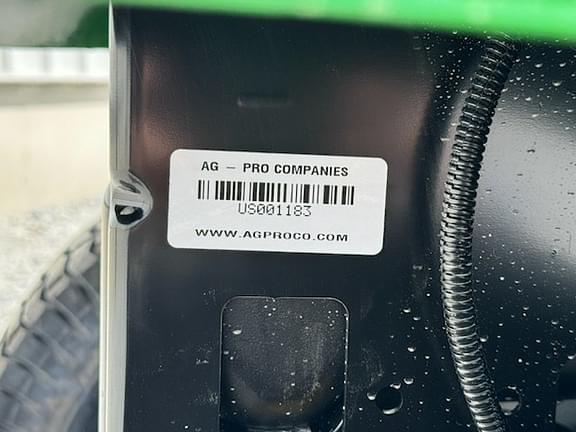 AG – PRO COMPANIES
US001183
WWW.AGPROCO.COM